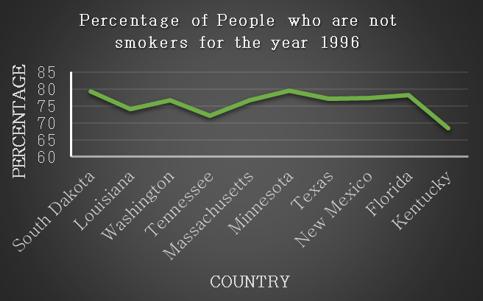 Percentage of People who are not
smokers for the year 1996
PERCENTAGE
85
80
75
70
65
60
South Dakota
Louisiana
Washington
Tennessee
Massachusetts
Minnesota
Texas
New Mexico
Florida
Kentucky
COUNTRY